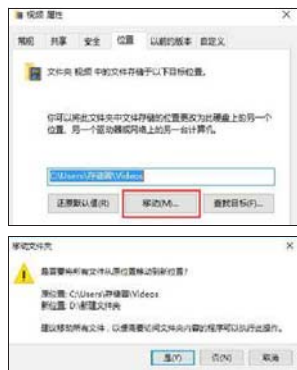 视频 属性
常规 共享 安全 位置 以前的版本 自定义
文件夹 视频 中的文件存储于以下目标位置。
你可以将此文件夹中文件存储的位置更改为此硬盘上的另一个
位置、另一个驱动器或网络上的另一台计算机。
C:\Users\\Videos
还原默认值(R) 移动(M)... 查找目标(F)...
移动文件夹
是否要将所有文件从原位置移动到新位置?
原位置: C:\Users\\Videos
新位置: D:\新建文件夹
建议移动所有文件，以便需要访问文件夹内容的程序可以执行此操作。
是(Y) 否(N) 取消